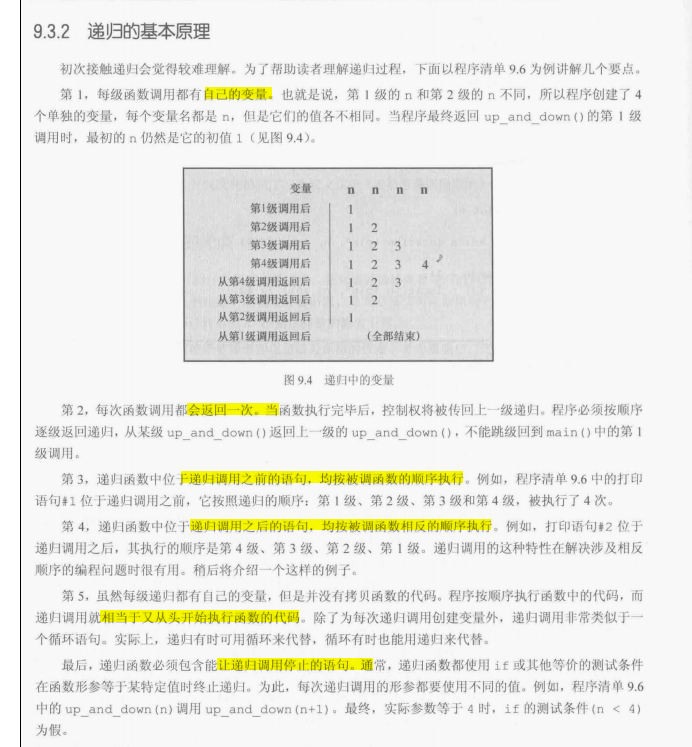 9.3.2 递归的基本原理
初次接触递归会觉得较难理解。为了帮助读者理解递归过程，下面以程序清单 9.6 为例讲解几个要点。
第 1，每级函数调用都有自己的变量。也就是说，第 1 级的 n 和第 2 级的 n 不同，所以程序创建了 4
个单独的变量，每个变量名都是 n，但是它们的值各不相同。当程序最终返回 up_and_down()的第 1 级
调用时，最初的 n 仍然是它的初值 1（见图 9.4）。
变量 n n n n
第1级调用后 1
第2级调用后 1 2
第3级调用后 1 2 3
第4级调用后 1 2 3 4
从第4级调用返回后 1 2 3
从第3级调用返回后 1 2
从第2级调用返回后 1
从第1级调用返回后 （全部结束）
图 9.4 递归中的变量
第 2，每次函数调用都会返回一次。当函数执行完毕后，控制权将被传回上一级递归。程序必须按顺序
逐级返回递归，从某级 up_and_down()返回上一级的 up_and_down()，不能跳级回到 main()中的第 1
级调用。
第 3，递归函数中位于递归调用之前的语句，均按被调函数的顺序执行。例如，程序清单 9.6 中的打印
语句#1 位于递归调用之前，它按照递归的顺序：第 1 级、第 2 级、第 3 级和第 4 级，被执行了 4 次。
第 4，递归函数中位于递归调用之后的语句，均按被调函数相反的顺序执行。例如，打印语句#2 位于
递归调用之后，其执行的顺序是第 4 级、第 3 级、第 2 级、第 1 级。递归调用的这种特性在解决涉及相反
顺序的编程问题时很有用。稍后将介绍一个这样的例子。
第 5，虽然每级递归都有自己的变量，但是并没有拷贝函数的代码。程序按顺序执行函数中的代码，而
递归调用就相当于又从头开始执行函数的代码。除了为每次递归调用创建变量外，递归调用非常类似于一
个循环语句。实际上，递归有时可用循环来代替，循环有时也能用递归来代替。
最后，递归函数必须包含能让递归调用停止的语句。通常，递归函数都使用 if 或其他等价的测试条件
在函数形参等于某特定值时终止递归。为此，每次递归调用的形参都要使用不同的值。例如，程序清单 9.6
中的 up_and_down(n)调用 up_and_down(n+1)。最终，实际参数等于 4 时，if 的测试条件(n < 4)
为假。